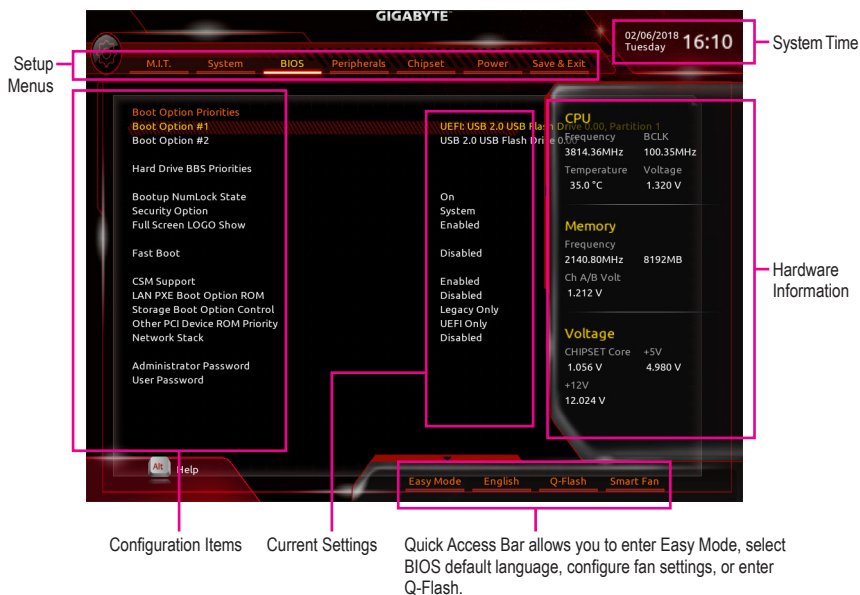 GIGABYTE
02/06/2018 Tuesday 16:10
System Time
Setup Menus
M.I.T. System BIOS Peripherals Chipset Power Save & Exit
Boot Option Priorities
Boot Option #1 UEFI: USB 2.0 USB Flash Drive 0.00, Partition 1
Boot Option #2 USB 2.0 USB Flash Drive 0.00
Hard Drive BBS Priorities
Bootup NumLock State On
Security Option System
Full Screen LOGO Show Enabled
Fast Boot Disabled
CSM Support Enabled
LAN PXE Boot Option ROM Disabled
Storage Boot Option Control Legacy Only
Other PCI Device ROM Priority UEFI Only
Network Stack Disabled
Administrator Password
User Password
CPU
Frequency BCLK
3814.36MHz 100.35MHz
Temperature Voltage
35.0 °C 1.320 V
Memory
Frequency
2140.80MHz 8192MB
Ch A/B Volt
1.212 V
Voltage
CHIPSET Core +5V
1.056 V 4.980 V
+12V
12.024 V
Hardware
Information
Alt Help
Easy Mode English Q-Flash Smart Fan
Configuration Items
Current Settings
Quick Access Bar allows you to enter Easy Mode, select
BIOS default language, configure fan settings, or enter
Q-Flash.